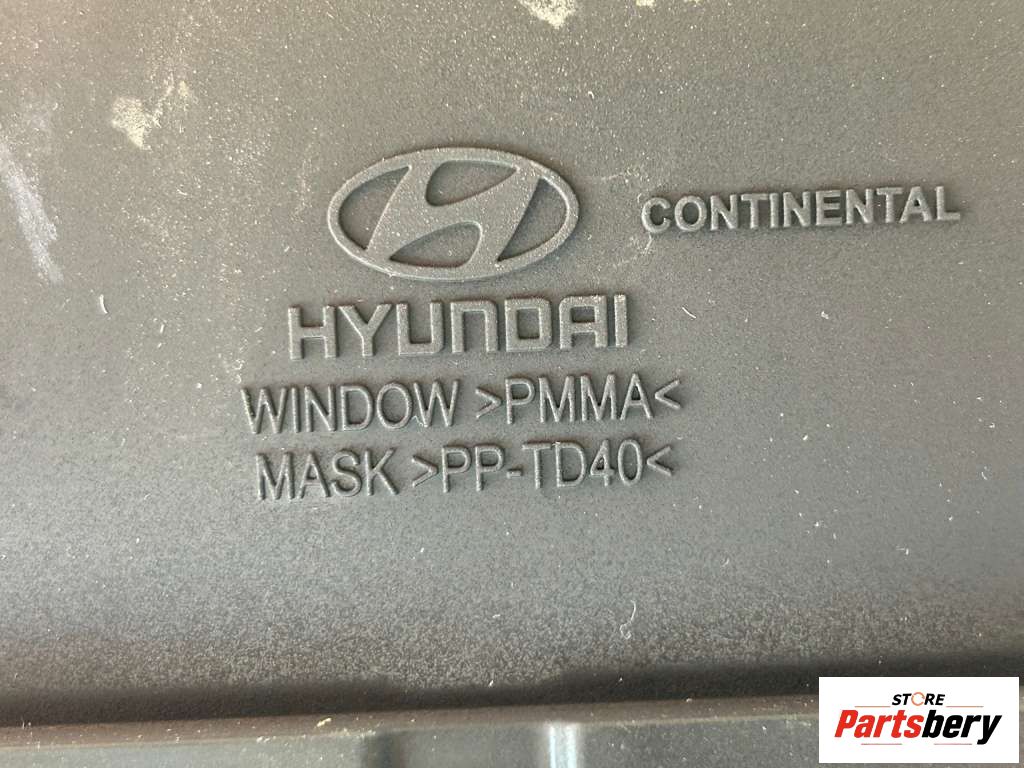 CONTINENTAL
HYUNDAI
WINDOW >PMMA<
MASK >PP-TD40<
STORE
Partsbery